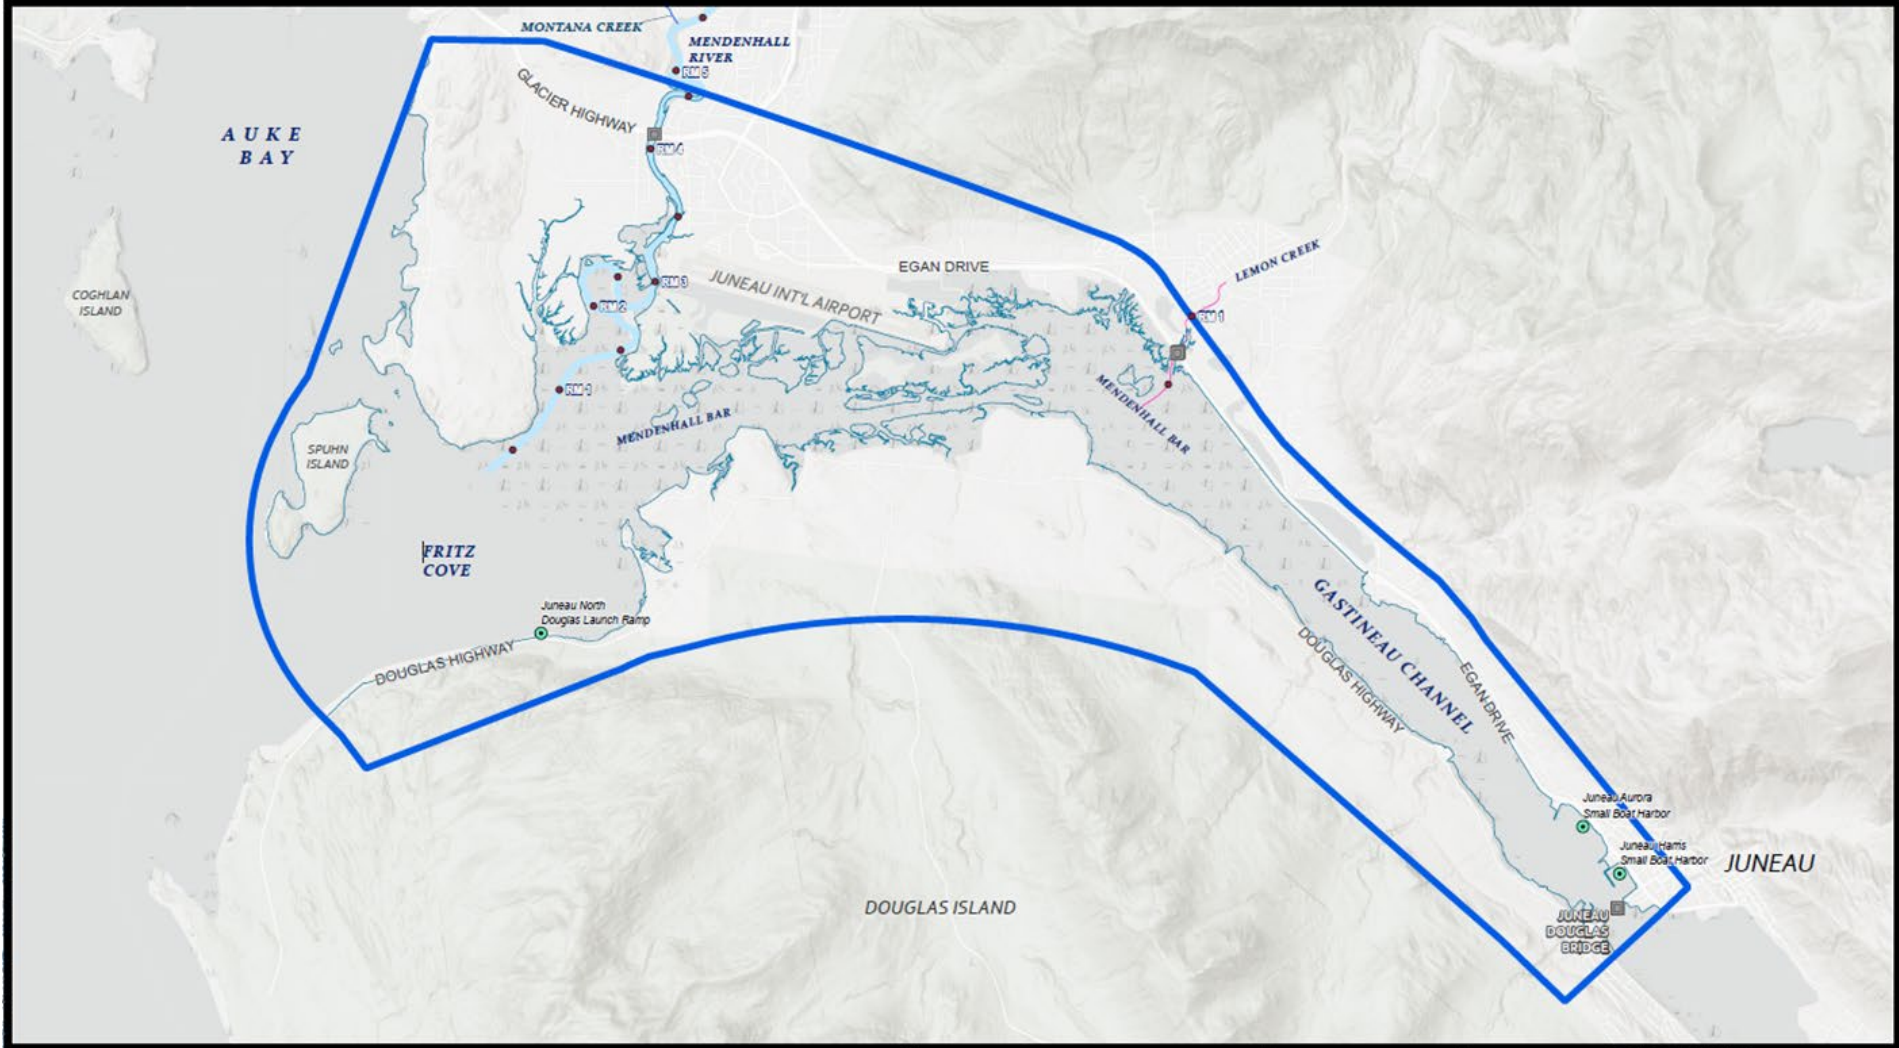 MONTANA CREEK
MENDENHALL
RIVER
RM 5
GLACIER HIGHWAY
RM 4
AUKE
BAY
EGAN DRIVE
LEMON CREEK
JUNEAU INT'L AIRPORT
RM 3
RM 2
RM 1
COGHLAN
ISLAND
RM 1
MENDENHALL BAR
MENDENHALL BAR
SPUHN
ISLAND
FRITZ
COVE
Juneau North
Douglas Launch Ramp
DOUGLAS HIGHWAY
GASTINEAU CHANNEL
DOUGLAS HIGHWAY
EGAN DRIVE
Juneau Aurora
Small Boat Harbor
Juneau Harris
Small Boat Harbor
JUNEAU
DOUGLAS ISLAND
JUNEAU
DOUGLAS
BRIDGE